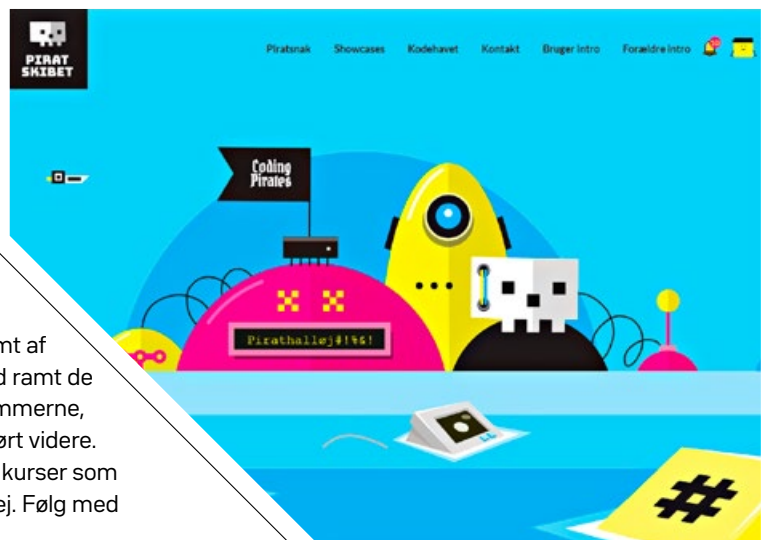 PIRAT
SKIBET
Piratsnak Showcases Kodehavet Kontakt Bruger Intro Forældre Intro
Coding
Pirates
Pirathalløj#!%&!
#
mt af
d ramt de
mmerne,
ørt videre.
kurser som
ej. Følg med